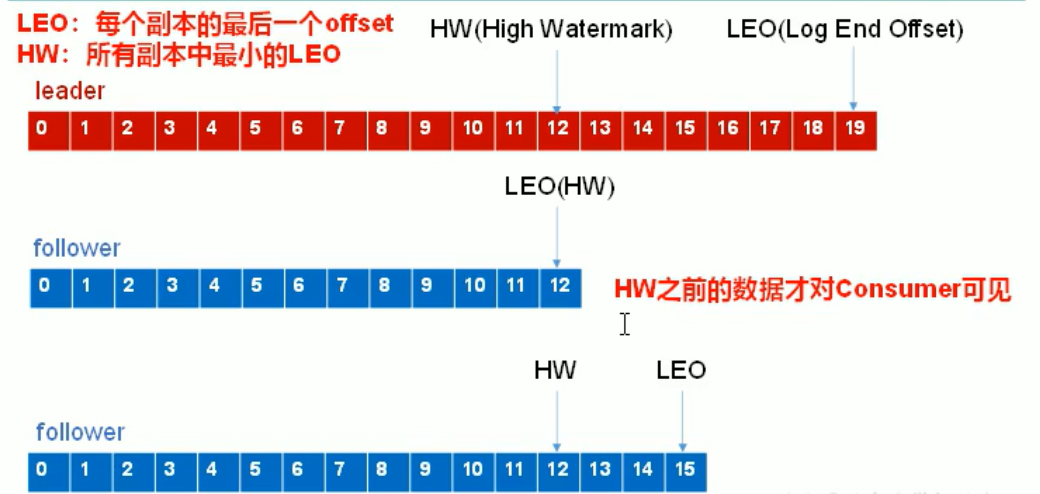 LEO：每个副本的最后一个offset
HW：所有副本中最小的LEO
HW(High Watermark)
LEO(Log End Offset)
leader
0 1 2 3 4 5 6 7 8 9 10 11 12 13 14 15 16 17 18 19
LEO(HW)
follower
0 1 2 3 4 5 6 7 8 9 10 11 12
HW之前的数据才对Consumer可见
HW
LEO
follower
0 1 2 3 4 5 6 7 8 9 10 11 12 13 14 15